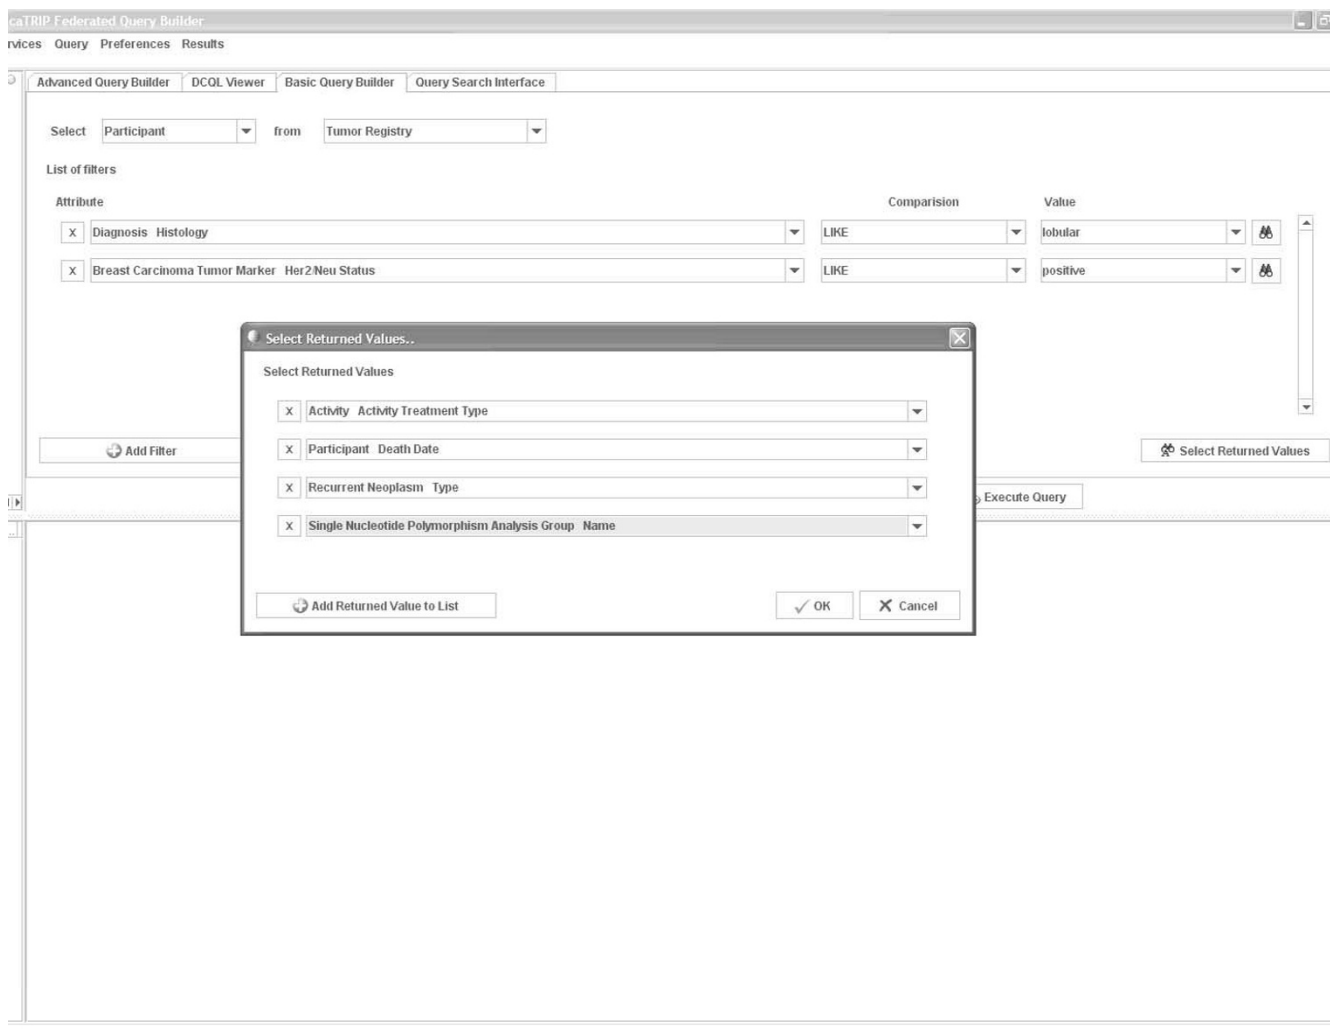 caTRIP Federated Query Builder
rvices Query Preferences Results
Advanced Query Builder DCQL Viewer Basic Query Builder Query Search Interface
Select Participant from Tumor Registry
List of filters
Attribute Comparision Value
X Diagnosis Histology LIKE lobular
X Breast Carcinoma Tumor Marker Her2/Neu Status LIKE positive
Select Returned Values..
Select Returned Values
X Activity Activity Treatment Type
X Participant Death Date
Add Filter
Select Returned Values
X Recurrent Neoplasm Type
Execute Query
X Single Nucleotide Polymorphism Analysis Group Name
Add Returned Value to List OK Cancel